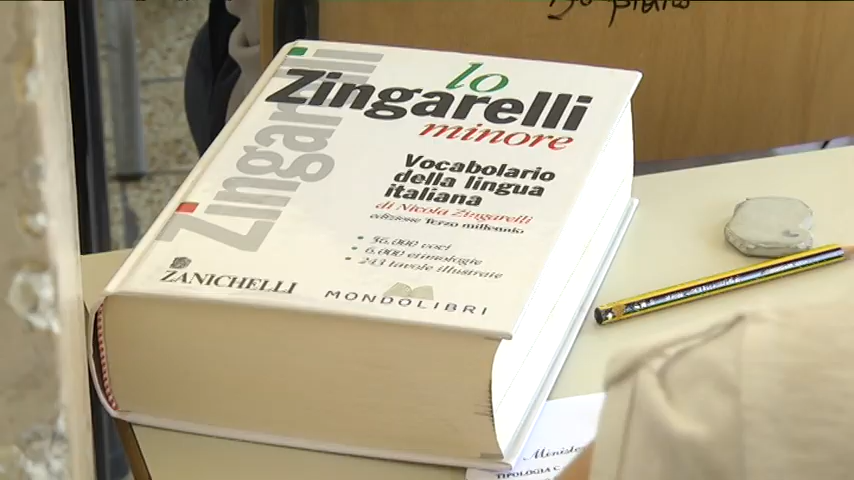 lo
Zingarelli
minore
Zingarelli
Vocabolario
della lingua
italiana
di Nicola Zingarelli
edizione Terzo millennio
• 56.000 voci
• 6.000 etimologie
• 243 tavole illustrate
ZANICHELLI
MONDOLIBRI
TIPOLOGIA